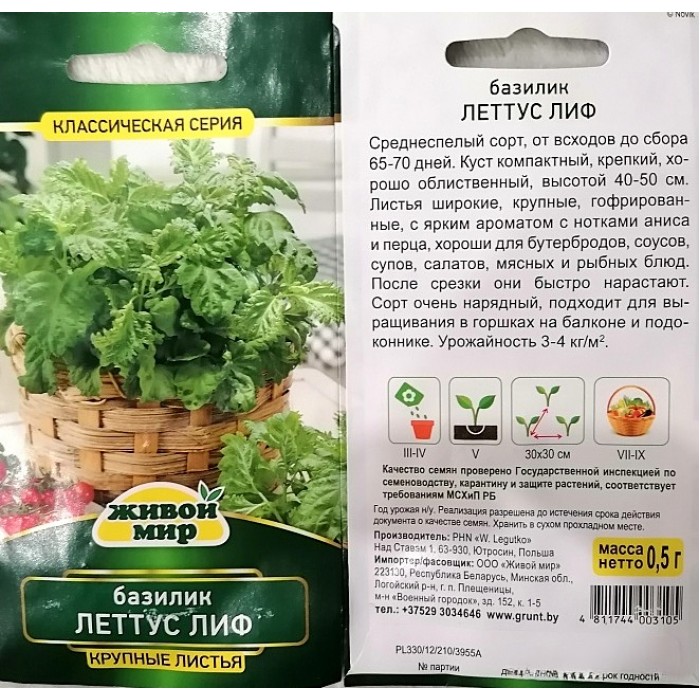 КЛАССИЧЕСКАЯ СЕРИЯ
ЖИВОЙ
МИР
базилик
ЛЕТТУС ЛИФ
КРУПНЫЕ ЛИСТЬЯ
© Novik
базилик
ЛЕТТУС ЛИФ
Среднеспелый сорт, от всходов до сбора
65-70 дней. Куст компактный, крепкий, хо-
рошо облиственный, высотой 40-50 см.
Листья широкие, крупные, гофрирован-
ные, с ярким ароматом с нотками аниса
и перца, хороши для бутербродов, соусов,
супов, салатов, мясных и рыбных блюд.
После срезки они быстро нарастают.
Сорт очень нарядный, подходит для вы-
ращивания в горшках на балконе и подо-
коннике. Урожайность 3-4 кг/м².
III-IV V 30x30 см VII-IX
Качество семян проверено Государственной инспекцией по
семеноводству, карантину и защите растений, соответствует
требованиям МСХиП РБ
Год урожая н/у. Реализация разрешена до истечения срока действия
документа о качестве семян. Хранить в сухом прохладном месте.
Производитель: PHN «W. Legutko»
Над Ставэм 1, 63-930, Ютросин, Польша
Импортер/фасовщик: ООО «Живой мир»
223130, Республика Беларусь, Минская обл.,
Логойский р-н, г. п. Плещеницы,
м-н «Военный городок», зд. 152, к. 1-5
тел.: +37529 3034646 www.grunt.by
масса
нетто 0,5 г
4 811744 003105
PL330/12/210/3955А
№ партии
срок годности